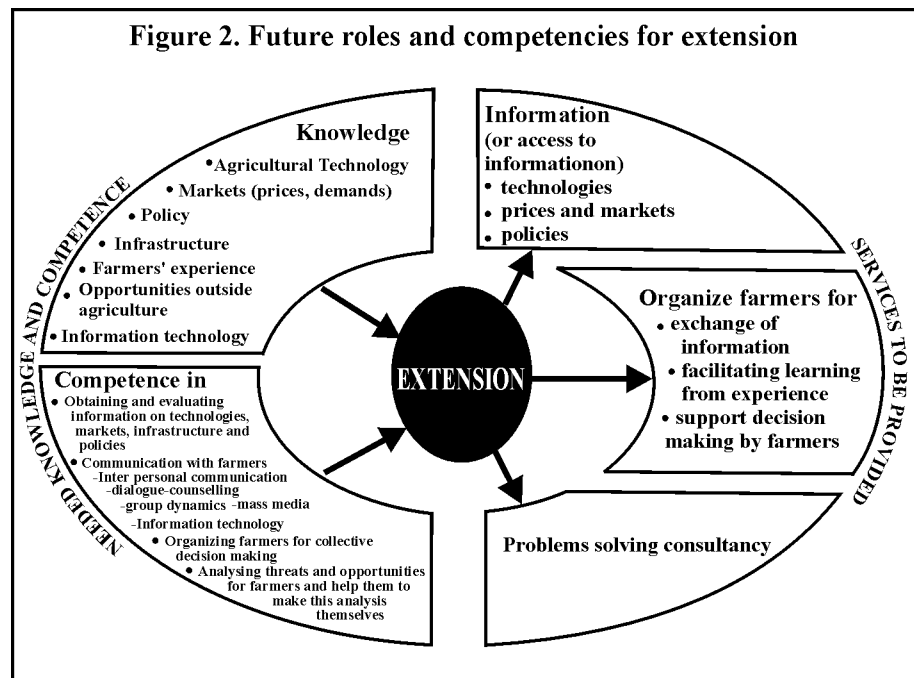 Figure 2. Future roles and competencies for extension
NEEDED KNOWLEDGE AND COMPETENCE
Knowledge
• Agricultural Technology
• Markets (prices, demands)
• Policy
• Infrastructure
• Farmers' experience
• Opportunities outside
agriculture
• Information technology
Competence in
• Obtaining and evaluating
information on technologies,
markets, infrastructure and
policies
• Communication with farmers
-Inter personal communication
-dialogue-counselling
-group dynamics -mass media
-Information technology
• Organizing farmers for collective
decision making
• Analysing threats and opportunities
for farmers and help them to
make this analysis
themselves
EXTENSION
SERVICES TO BE PROVIDED
Information
(or access to
informationon)
• technologies
• prices and markets
• policies
Organize farmers for
• exchange of
information
• facilitating learning
from experience
• support decision
making by farmers
Problems solving consultancy